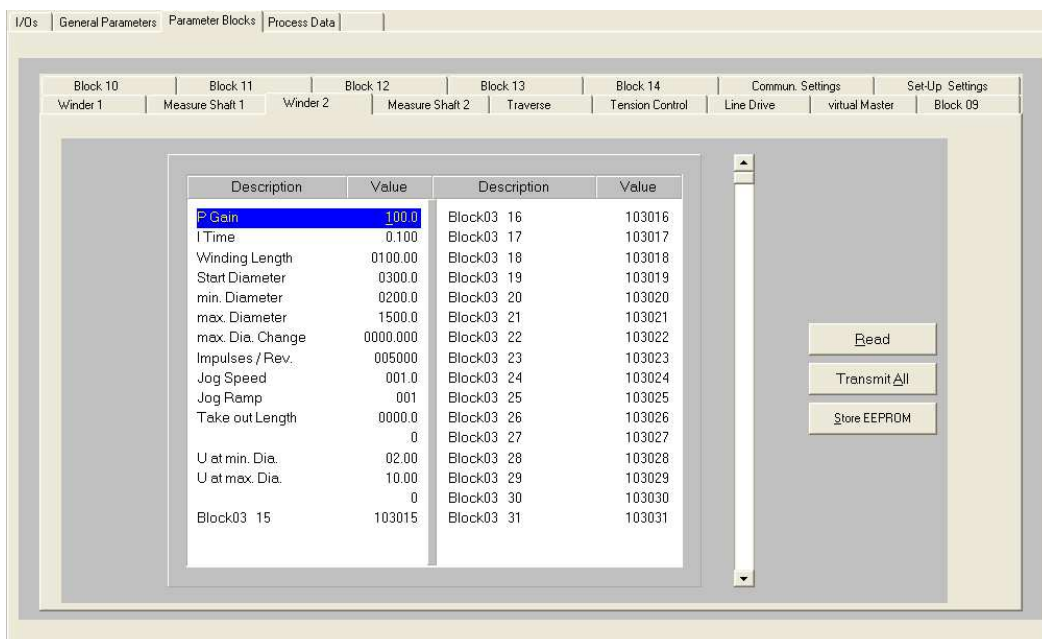 I/0s General Parameters Parameter Blocks Process Data
Block 10 Block 11 Block 12 Block 13 Block 14 Commun. Settings Set-Up Settings
Winder 1 Measure Shaft 1 Winder 2 Measure Shaft 2 Traverse Tension Control Line Drive virtual Master Block 09
Description Value Description Value
P Gain 100.0 Block03 16 103016
I Time 0.100 Block03 17 103017
Winding Length 0100.00 Block03 18 103018
Start Diameter 0300.0 Block03 19 103019
min. Diameter 0200.0 Block03 20 103020
max. Diameter 1500.0 Block03 21 103021
max. Dia. Change 0000.000 Block03 22 103022
Impulses / Rev. 005000 Block03 23 103023
Jog Speed 001.0 Block03 24 103024
Jog Ramp 001 Block03 25 103025
Take out Length 0000.0 Block03 26 103026
0 Block03 27 103027
U at min. Dia. 02.00 Block03 28 103028
U at max. Dia. 10.00 Block03 29 103029
0 Block03 30 103030
Block03 15 103015 Block03 31 103031
Read
Transmit All
Store EEPROM